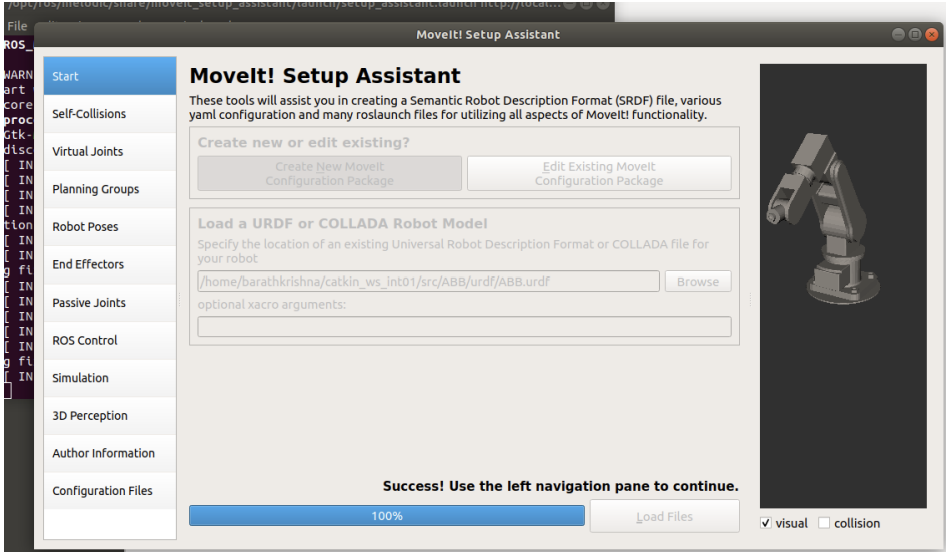 /opt/ros/melodic/share/moveit_setup_assistant/launch/setup_assistant.launch http://local...
File
MoveIt! Setup Assistant
ROS_
WARN
art
core
proc
Gtk-
disc
[ IN
[ IN
[ IN
[ IN
tion
[ IN
[ IN
g fi
[ IN
[ IN
[ IN
[ IN
[ IN
g fi
[ IN
Start
Self-Collisions
Virtual Joints
Planning Groups
Robot Poses
End Effectors
Passive Joints
ROS Control
Simulation
3D Perception
Author Information
Configuration Files
MoveIt! Setup Assistant
These tools will assist you in creating a Semantic Robot Description Format (SRDF) file, various
yaml configuration and many roslaunch files for utilizing all aspects of MoveIt! functionality.
Create new or edit existing?
Create New MoveIt
Configuration Package
Edit Existing MoveIt
Configuration Package
Load a URDF or COLLADA Robot Model
Specify the location of an existing Universal Robot Description Format or COLLADA file for
your robot
/home/barathkrishna/catkin_ws_int01/src/ABB/urdf/ABB.urdf
Browse
optional xacro arguments:
Success! Use the left navigation pane to continue.
100%
Load Files
visual
collision